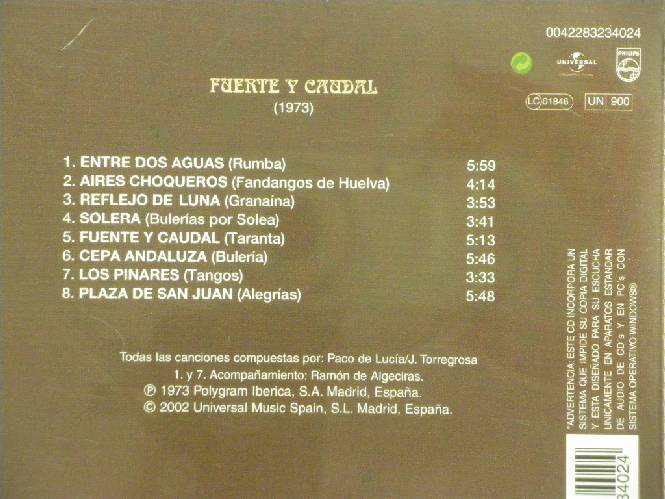 0042283234024
UNIVERSAL
PHILIPS
LC 01846
UN 900
FUERTE Y CAUDAL
(1973)
1. ENTRE DOS AGUAS (Rumba) 5:59
2. AIRES CHOQUEROS (Fandangos de Huelva) 4:14
3. REFLEJO DE LUNA (Granaína) 3:53
4. SOLERA (Bulerías por Solea) 3:41
5. FUENTE Y CAUDAL (Taranta) 5:13
6. CEPA ANDALUZA (Buleria) 5:46
7. LOS PINARES (Tangos) 3:33
8. PLAZA DE SAN JUAN (Alegrías) 5:48
Todas las canciones compuestas por: Paco de Lucía/J. Torregrosa
1. y 7. Acompañamiento: Ramón de Algeciras.
℗ 1973 Polygram Iberica, S.A. Madrid, España.
© 2002 Universal Music Spain, S.L. Madrid, España.
"ADVERTENCIA: ESTE CD INCORPORA UN
SISTEMA QUE IMPIDE SU COPIA DIGITAL
Y ESTA DISEÑADO PARA SU ESCUCHA
UNICAMENTE EN APARATOS ESTANDAR
DE AUDIO DE CD's Y EN PC's CON
SISTEMA OPERATIVO WINDOWS®
34024